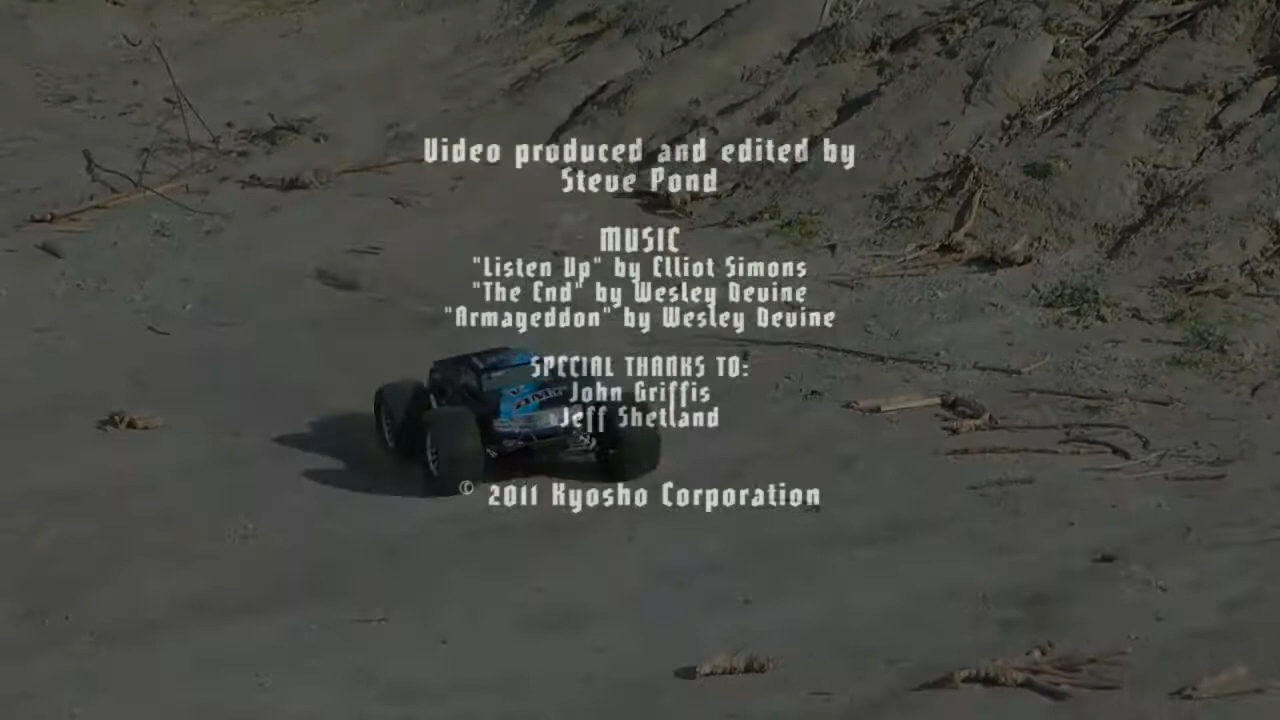 Video produced and edited by
Steve Pond
MUSIC
"Listen Up" by Elliot Simons
"The End" by Wesley Devine
"Armageddon" by Wesley Devine
SPECIAL THANKS TO:
John Griffis
Jeff Shetland
© 2011 Kyosho Corporation